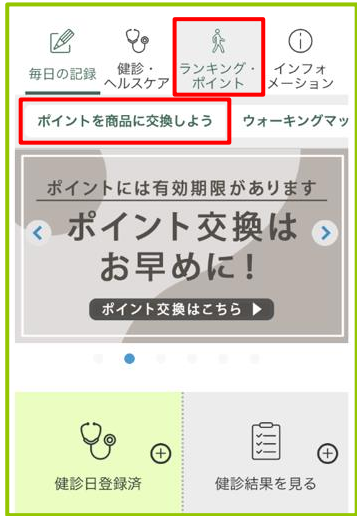 毎日の記録
健診・
ヘルスケア
ランキング・
ポイント
インフォ
メーション
ポイントを商品に交換しよう ウォーキングマッ
ポイントには有効期限があります
ポイント交換は
お早めに!
ポイント交換はこちら ▶
健診日登録済
健診結果を見る